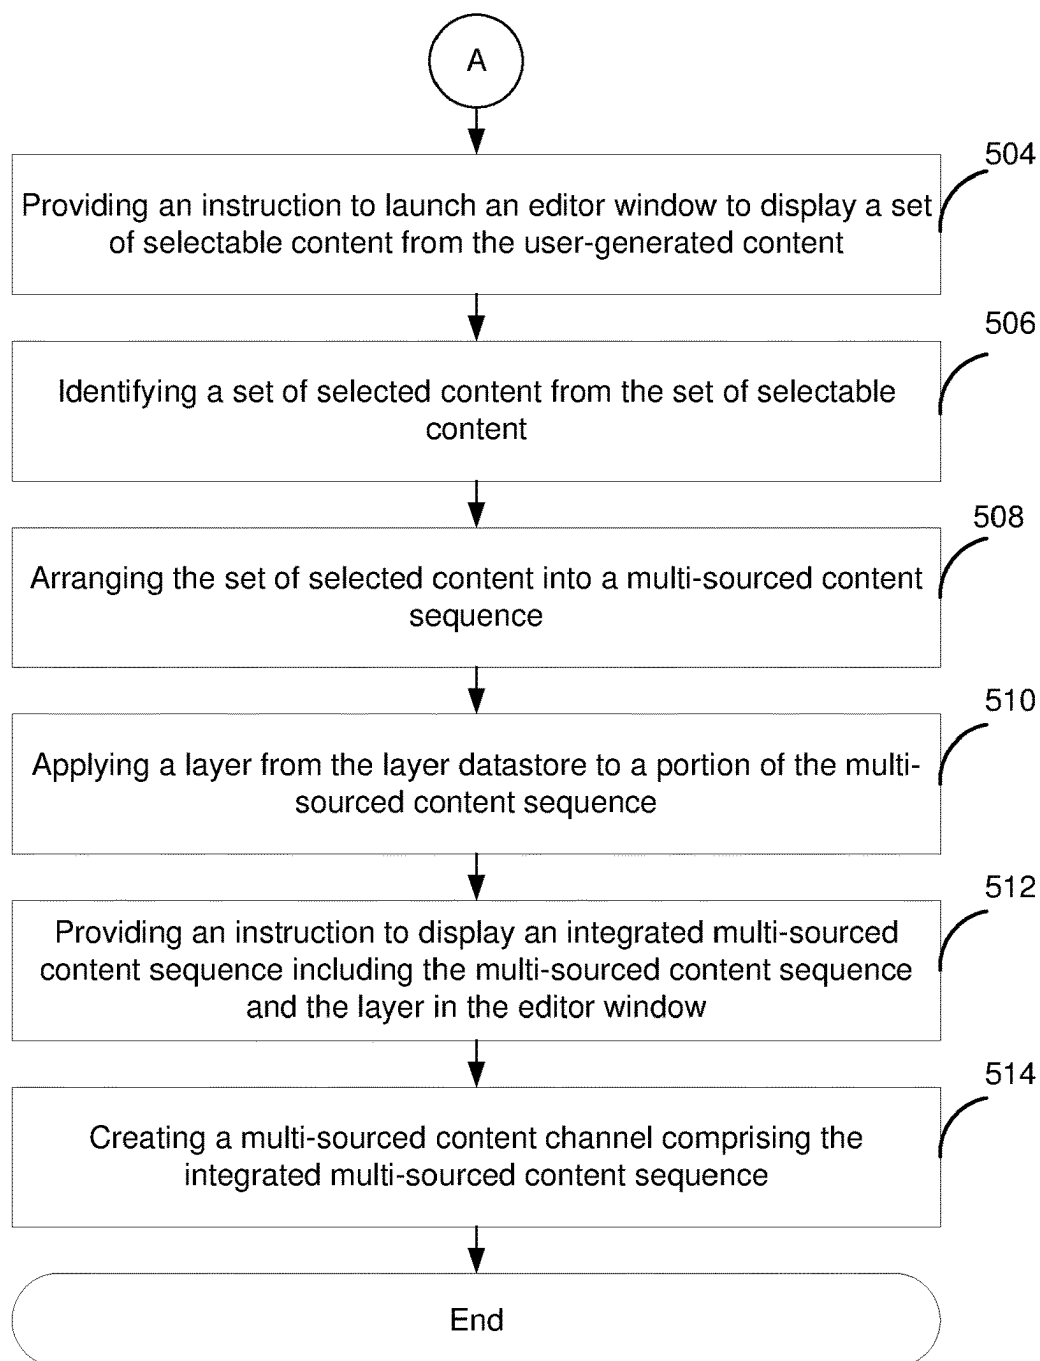 A
504
Providing an instruction to launch an editor window to display a set
of selectable content from the user-generated content
506
Identifying a set of selected content from the set of selectable
content
508
Arranging the set of selected content into a multi-sourced content
sequence
510
Applying a layer from the layer datastore to a portion of the multi-
sourced content sequence
512
Providing an instruction to display an integrated multi-sourced
content sequence including the multi-sourced content sequence
and the layer in the editor window
514
Creating a multi-sourced content channel comprising the
integrated multi-sourced content sequence
End